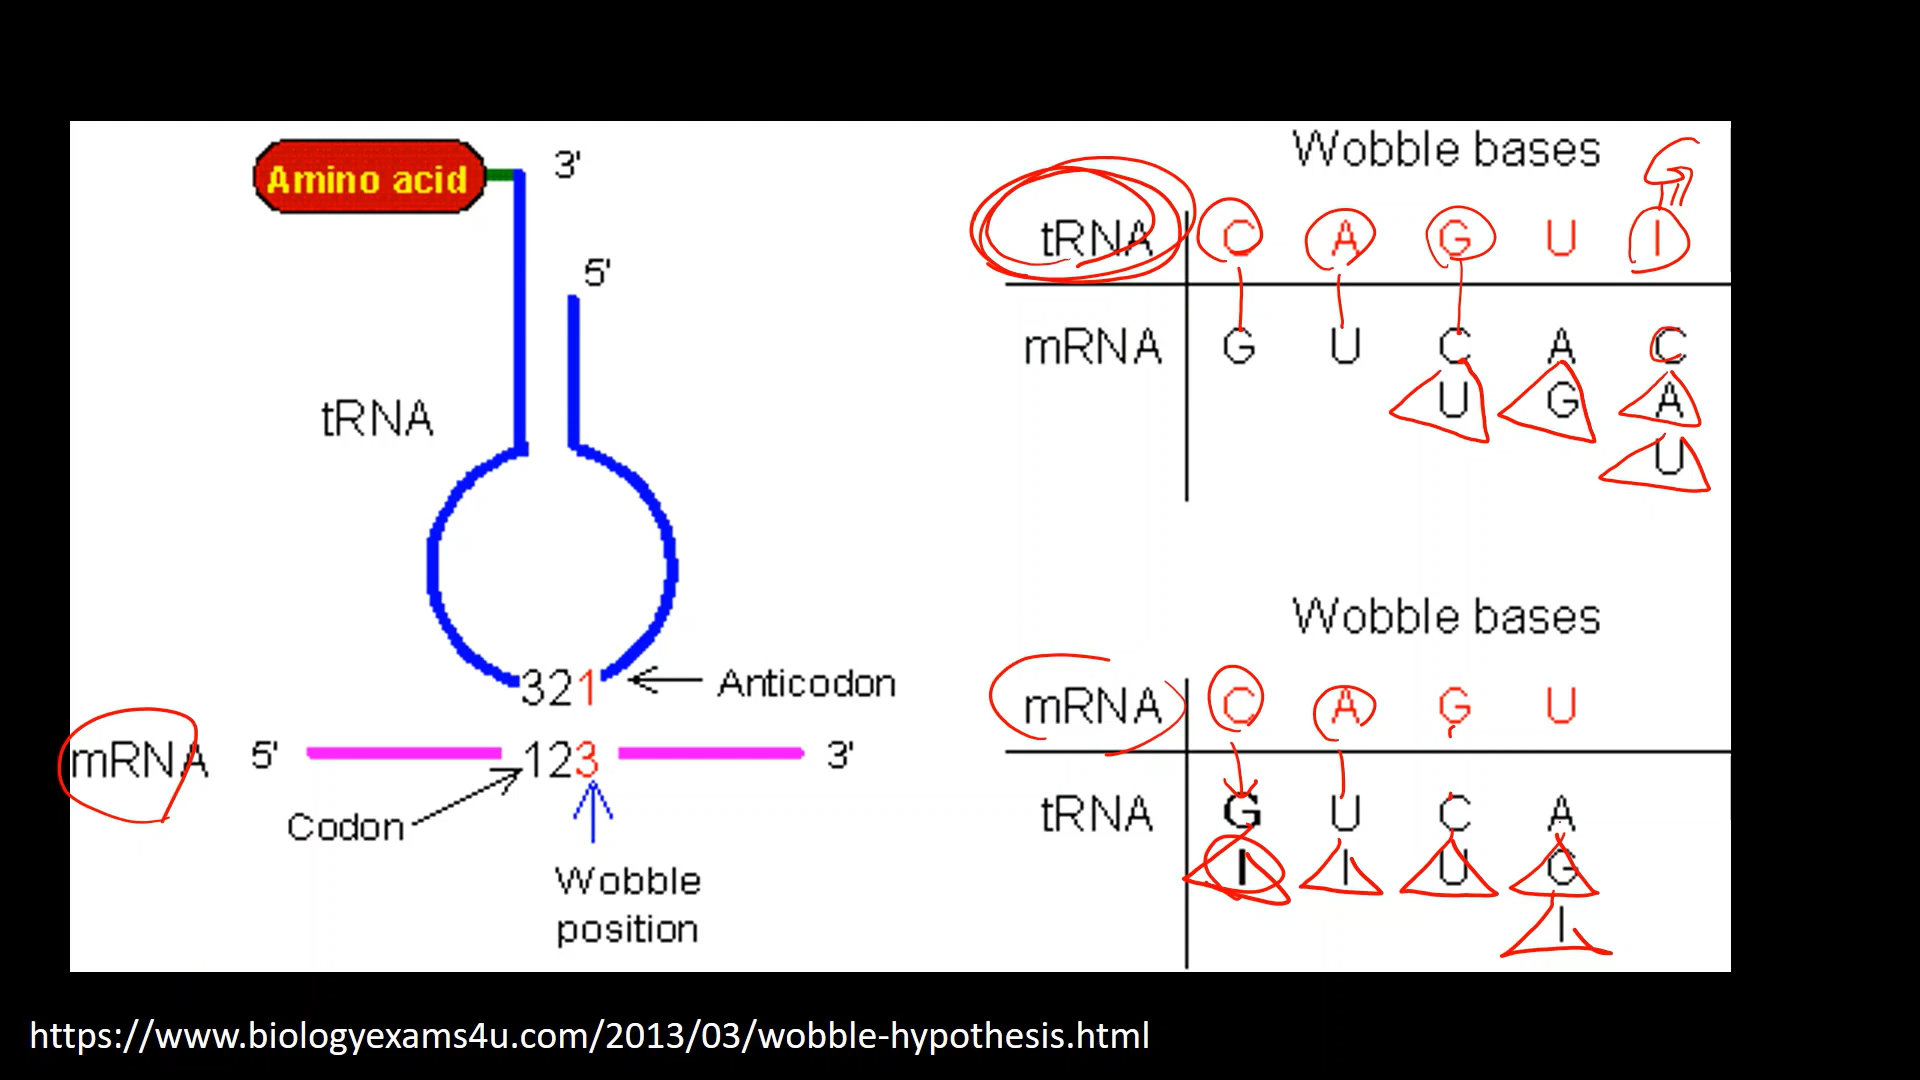 Amino acid
3'
5'
tRNA
321
Anticodon
mRNA 5' 123 3'
Codon
Wobble
position
Wobble bases
G
tRNA C A G U I
mRNA G U C A C
U G A
U
Wobble bases
mRNA C A G U
tRNA G U C A
I I U G
I
https://www.biologyexams4u.com/2013/03/wobble-hypothesis.html